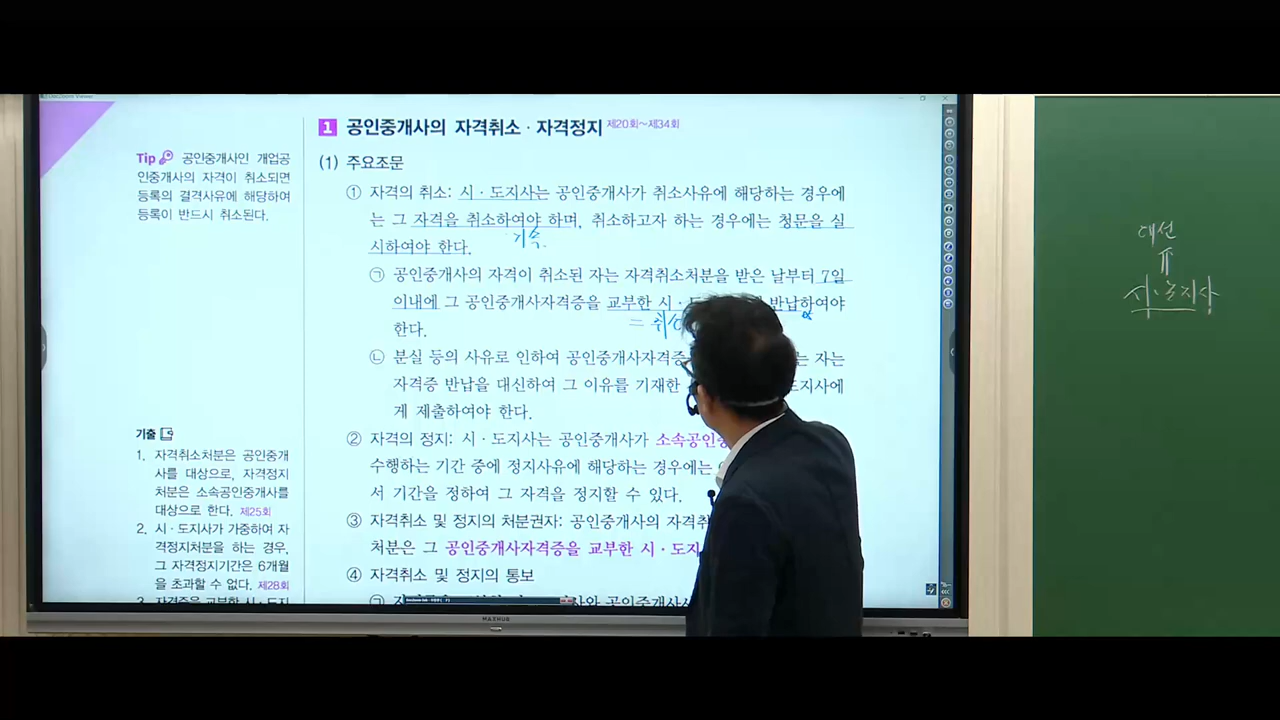 1 공인중개사의 자격취소 · 자격정지 제20회~제34회
Tip 공인중개사인 개업공
인중개사의 자격이 취소되면
등록의 결격사유에 해당하여
등록이 반드시 취소된다.
(1) 주요조문
① 자격의 취소: 시 · 도지사는 공인중개사가 취소사유에 해당하는 경우에
는 그 자격을 취소하여야 하며, 취소하고자 하는 경우에는 청문을 실
기속
시하여야 한다.
㉠ 공인중개사의 자격이 취소된 자는 자격취소처분을 받은 날부터 7일
이내에 그 공인중개사자격증을 교부한 시 · 도 반납하여야
한다.
㉡ 분실 등의 사유로 인하여 공인중개사자격증 는 자는
자격증 반납을 대신하여 그 이유를 기재한 도지사에
게 제출하여야 한다.
② 자격의 정지: 시 · 도지사는 공인중개사가 소속공인중
수행하는 기간 중에 정지사유에 해당하는 경우에는
서 기간을 정하여 그 자격을 정지할 수 있다.
③ 자격취소 및 정지의 처분권자: 공인중개사의 자격취
처분은 그 공인중개사자격증을 교부한 시 · 도지
④ 자격취소 및 정지의 통보
기출
1. 자격취소처분은 공인중개
사를 대상으로, 자격정지
처분은 소속공인중개사를
대상으로 한다. 제25회
2. 시 · 도지사가 가중하여 자
격정지처분을 하는 경우,
그 자격정지기간은 6개월
을 초과할 수 없다. 제28회
3. 자격증을 교부한 시 · 도지
MAXHUB
대선
시 · 도지사